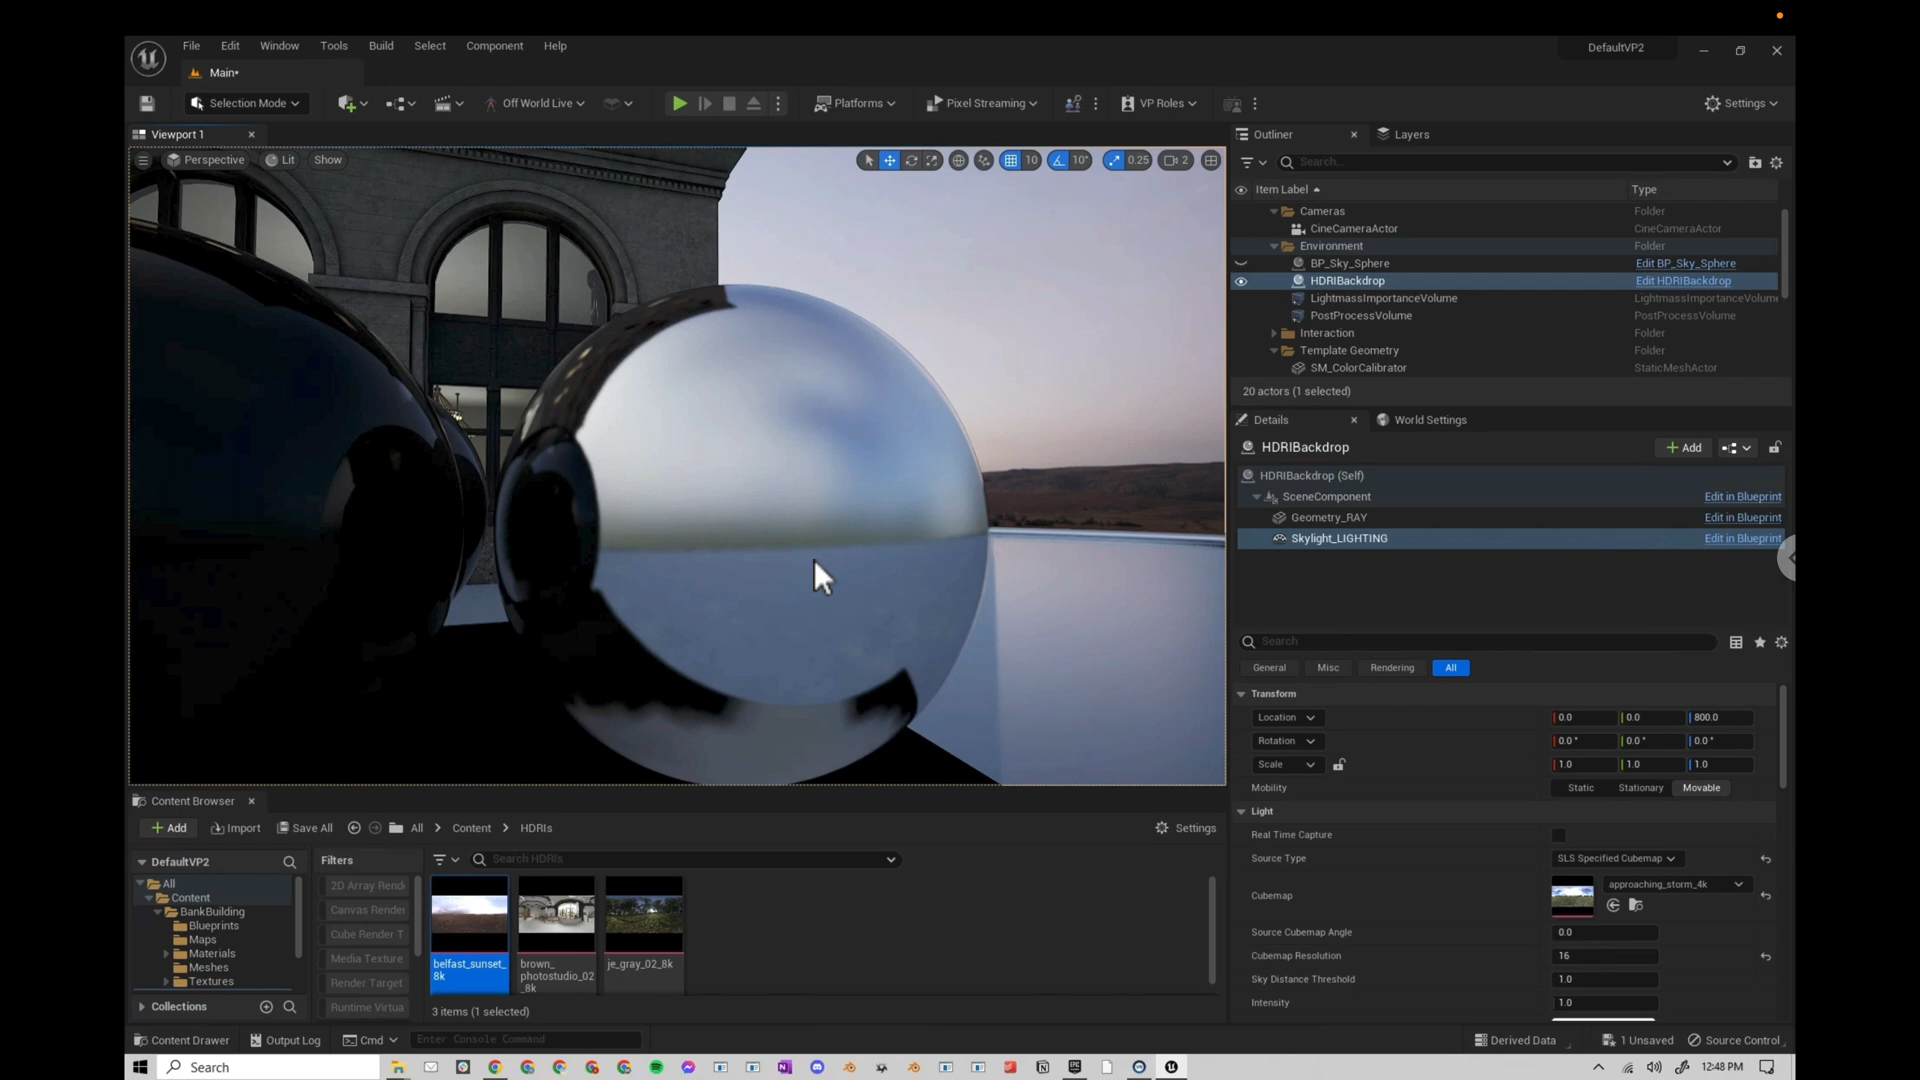 File Edit Window Tools Build Select Component Help
DefaultVP2
Main•
Selection Mode
Off World Live
Platforms
Pixel Streaming
VP Roles
Settings
Viewport 1
Perspective
Lit
Show
10
10°
0.25
2
Outliner
Layers
Search...
Item Label
Type
Cameras Folder
CineCameraActor CineCameraActor
Environment Folder
BP_Sky_Sphere Edit BP_Sky_Sphere
HDRIBackdrop Edit HDRIBackdrop
LightmassImportanceVolume LightmassImportanceVolum
PostProcessVolume PostProcessVolume
Interaction Folder
Template Geometry Folder
SM_ColorCalibrator StaticMeshActor
20 actors (1 selected)
Details
World Settings
HDRIBackdrop
Add
HDRIBackdrop (Self)
SceneComponent Edit in Blueprint
Geometry_RAY Edit in Blueprint
Skylight_LIGHTING Edit in Blueprint
Search
General Misc Rendering All
Transform
Location 0.0 0.0 800.0
Rotation 0.0° 0.0° 0.0°
Scale 1.0 1.0 1.0
Mobility Static Stationary Movable
Light
Real Time Capture
Source Type SLS Specified Cubemap
Cubemap approaching_storm_4k
Source Cubemap Angle 0.0
Cubemap Resolution 16
Sky Distance Threshold 1.0
Intensity 1.0
Content Browser
Add Import Save All All Content HDRIs Settings
DefaultVP2
All
Content
BankBuilding
Blueprints
Maps
Materials
Meshes
Textures
Collections
Filters
2D Array Rend
Canvas Render
Cube Render T
Media Texture
Render Target
Runtime Virtua
Search HDRIs
belfast_sunset_
8k
brown_
photostudio_02
_8k
je_gray_02_8k
3 items (1 selected)
Content Drawer Output Log Cmd Enter Console Command
Derived Data 1 Unsaved Source Control
Search
12:48 PM